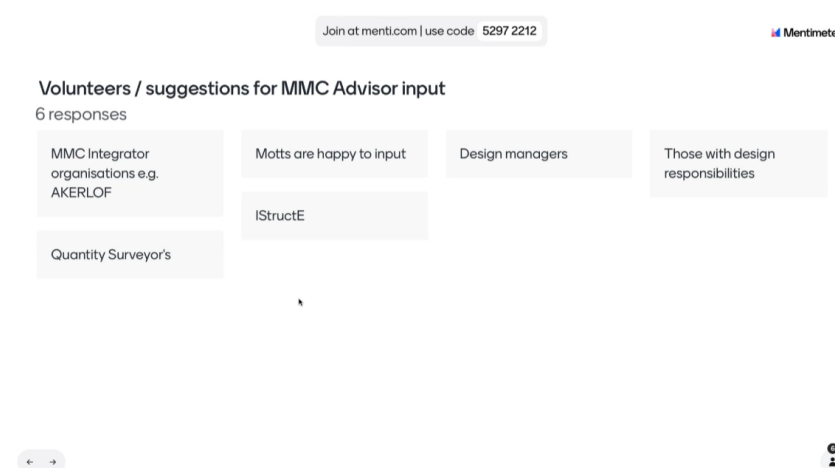 Join at menti.com | use code 5297 2212
Volunteers / suggestions for MMC Advisor input
6 responses
MMC Integrator
organisations e.g.
AKERLOF
Quantity Surveyor's
Motts are happy to input
IStructE
Design managers
Those with design
responsibilities